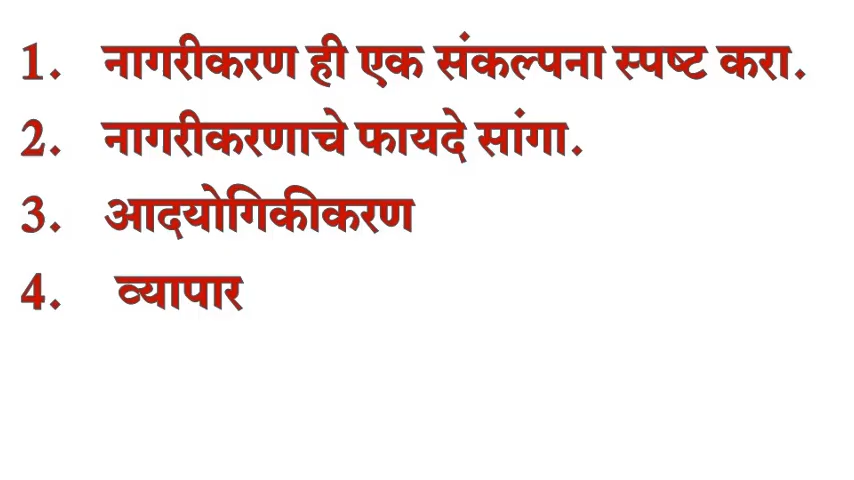 1. नागरीकरण ही एक संकल्पना स्पष्ट करा.
2. नागरीकरणाचे फायदे सांगा.
3. आदयोगिकीकरण
4. व्यापार